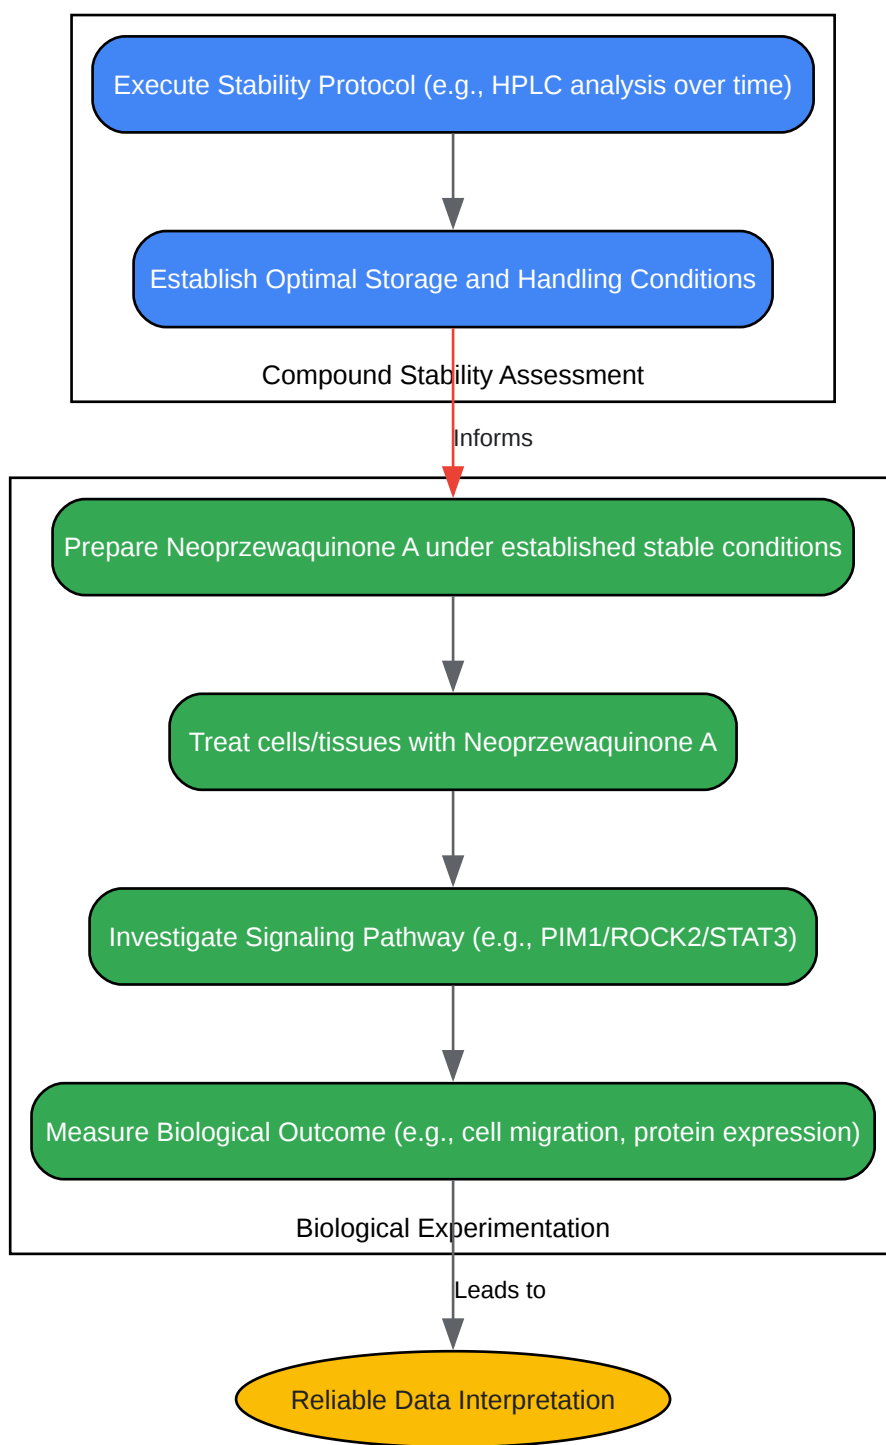 Execute Stability Protocol (e.g., HPLC analysis over time)
Establish Optimal Storage and Handling Conditions
Compound Stability Assessment
Informs
Prepare Neoprzewaquinone A under established stable conditions
Treat cells/tissues with Neoprzewaquinone A
Investigate Signaling Pathway (e.g., PIM1/ROCK2/STAT3)
Measure Biological Outcome (e.g., cell migration, protein expression)
Biological Experimentation
Leads to
Reliable Data Interpretation